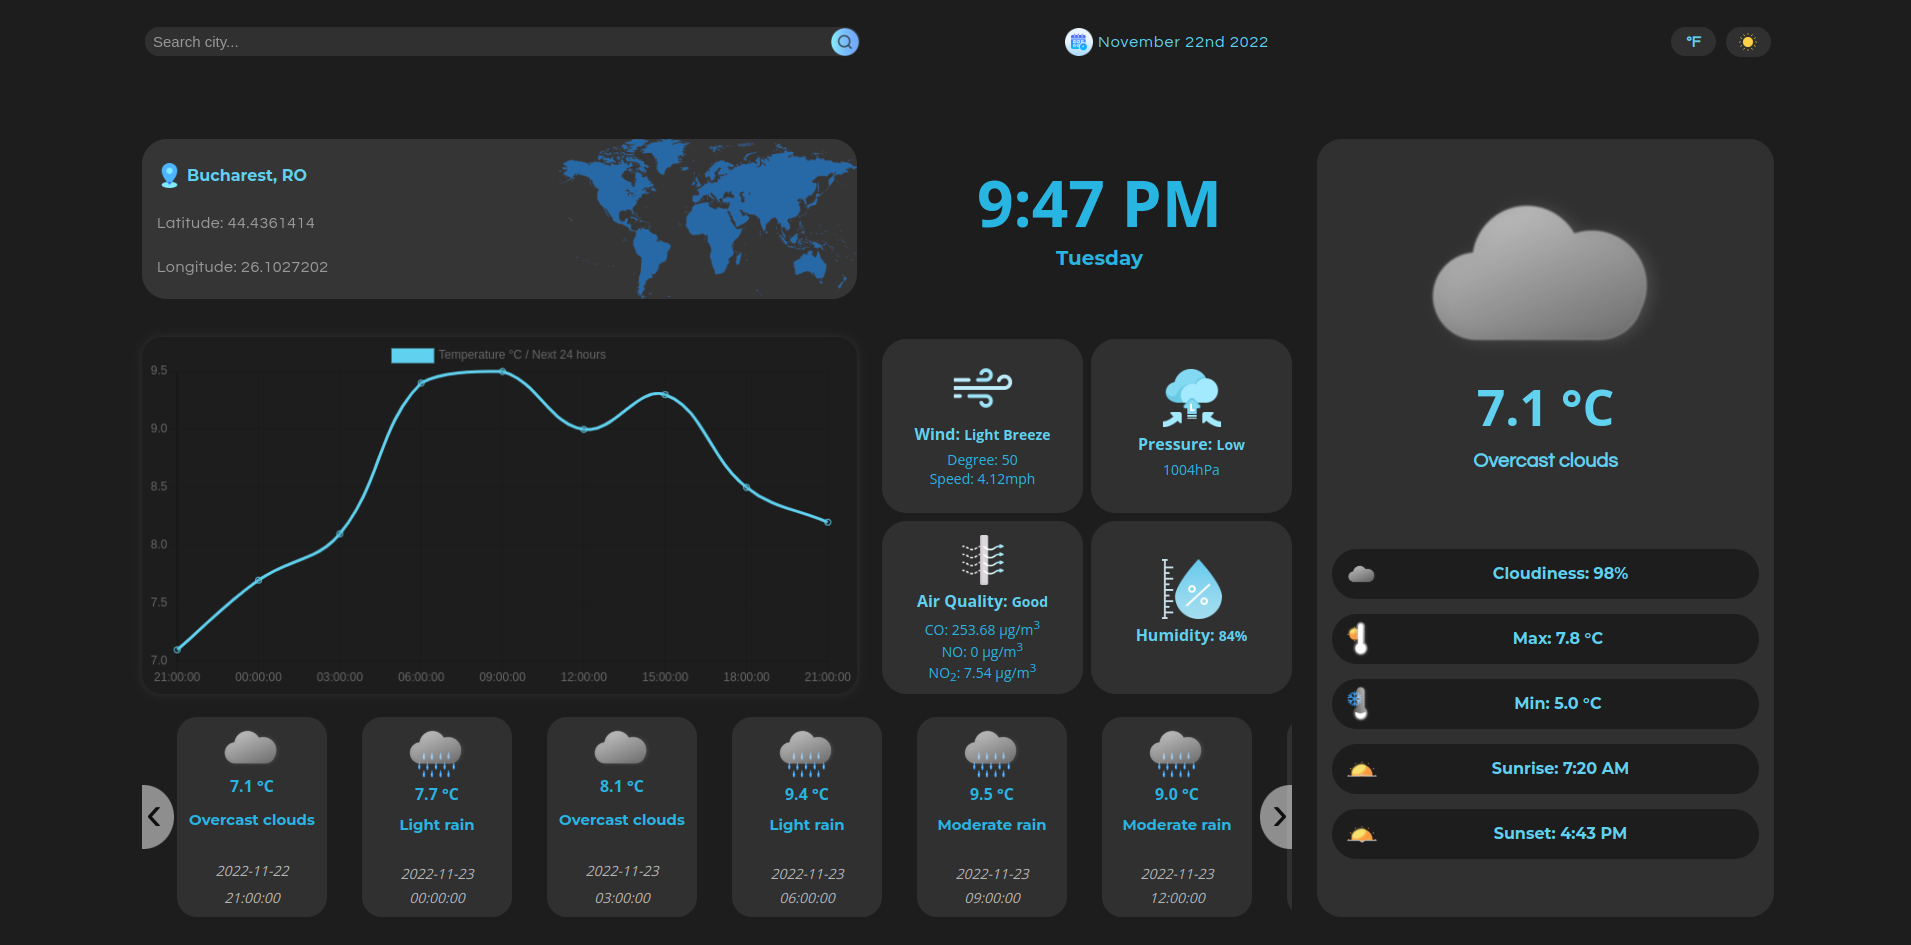 Search city...
November 22nd 2022
°F
Bucharest, RO
Latitude: 44.4361414
Longitude: 26.1027202
9:47 PM
Tuesday
Temperature °C / Next 24 hours
9.5
9.0
8.5
8.0
7.5
7.0
21:00:00 00:00:00 03:00:00 06:00:00 09:00:00 12:00:00 15:00:00 18:00:00 21:00:00
Wind: Light Breeze
Degree: 50
Speed: 4.12mph
L
Pressure: Low
1004hPa
Air Quality: Good
CO: 253.68 µg/m³
NO: 0 µg/m³
NO₂: 7.54 µg/m³
%
Humidity: 84%
7.1 °C
Overcast clouds
Cloudiness: 98%
Max: 7.8 °C
Min: 5.0 °C
Sunrise: 7:20 AM
Sunset: 4:43 PM
7.1 °C
Overcast clouds
2022-11-22
21:00:00
7.7 °C
Light rain
2022-11-23
00:00:00
8.1 °C
Overcast clouds
2022-11-23
03:00:00
9.4 °C
Light rain
2022-11-23
06:00:00
9.5 °C
Moderate rain
2022-11-23
09:00:00
9.0 °C
Moderate rain
2022-11-23
12:00:00